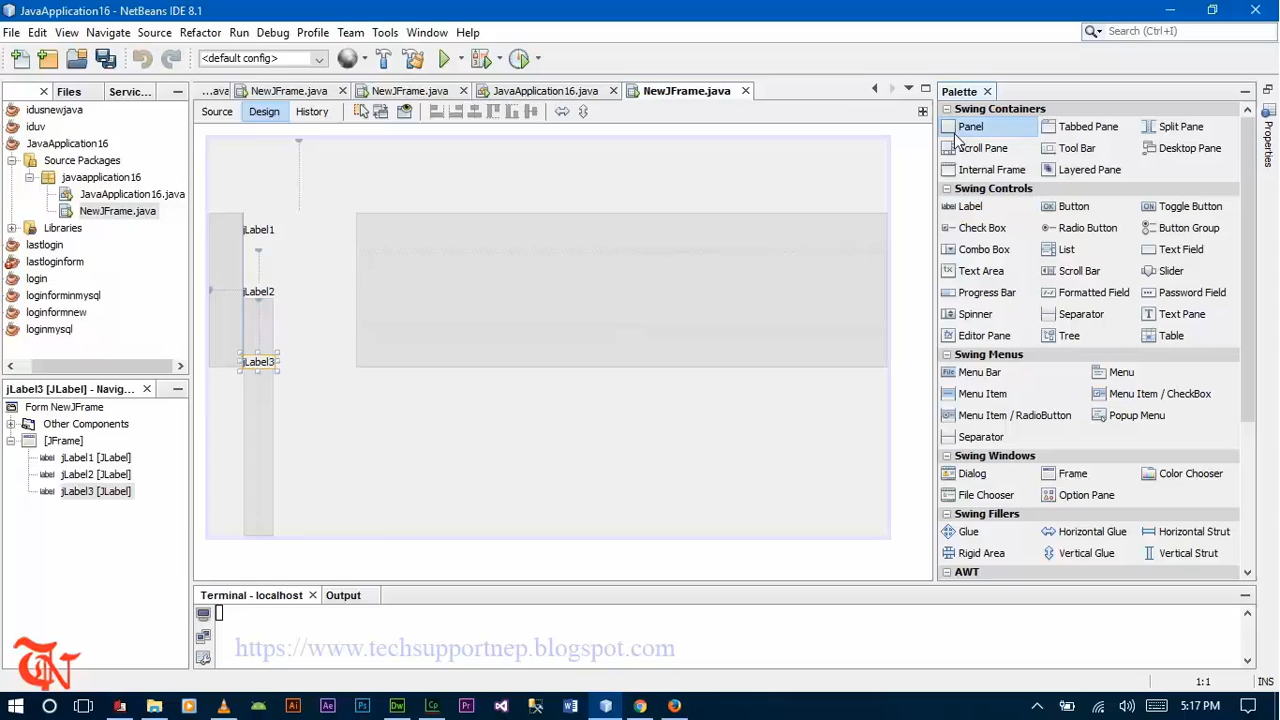 JavaApplication16 - NetBeans IDE 8.1
File Edit View Navigate Source Refactor Run Debug Profile Team Tools Window Help
Search (Ctrl+I)
<default config>
Files Servic...
...ava NewJFrame.java NewJFrame.java JavaApplication16.java NewJFrame.java
Source Design History
idusnewjava
iduv
JavaApplication16
Source Packages
javaapplication16
JavaApplication16.java
NewJFrame.java
Libraries
lastlogin
lastloginform
login
loginforminmysql
loginformnew
loginmysql
jLabel3 [JLabel] - Navig...
Form NewJFrame
Other Components
[JFrame]
jLabel1 [JLabel]
jLabel2 [JLabel]
jLabel3 [JLabel]
jLabel1
jLabel2
jLabel3
Palette
Swing Containers
Panel Tabbed Pane Split Pane
Scroll Pane Tool Bar Desktop Pane
Internal Frame Layered Pane
Swing Controls
Label Button Toggle Button
Check Box Radio Button Button Group
Combo Box List Text Field
Text Area Scroll Bar Slider
Progress Bar Formatted Field Password Field
Spinner Separator Text Pane
Editor Pane Tree Table
Swing Menus
Menu Bar Menu
Menu Item Menu Item / CheckBox
Menu Item / RadioButton Popup Menu
Separator
Swing Windows
Dialog Frame Color Chooser
File Chooser Option Pane
Swing Fillers
Glue Horizontal Glue Horizontal Strut
Rigid Area Vertical Glue Vertical Strut
AWT
Properties
Terminal - localhost Output
https://www.techsupportnep.blogspot.com
TN
1:1 INS
5:17 PM